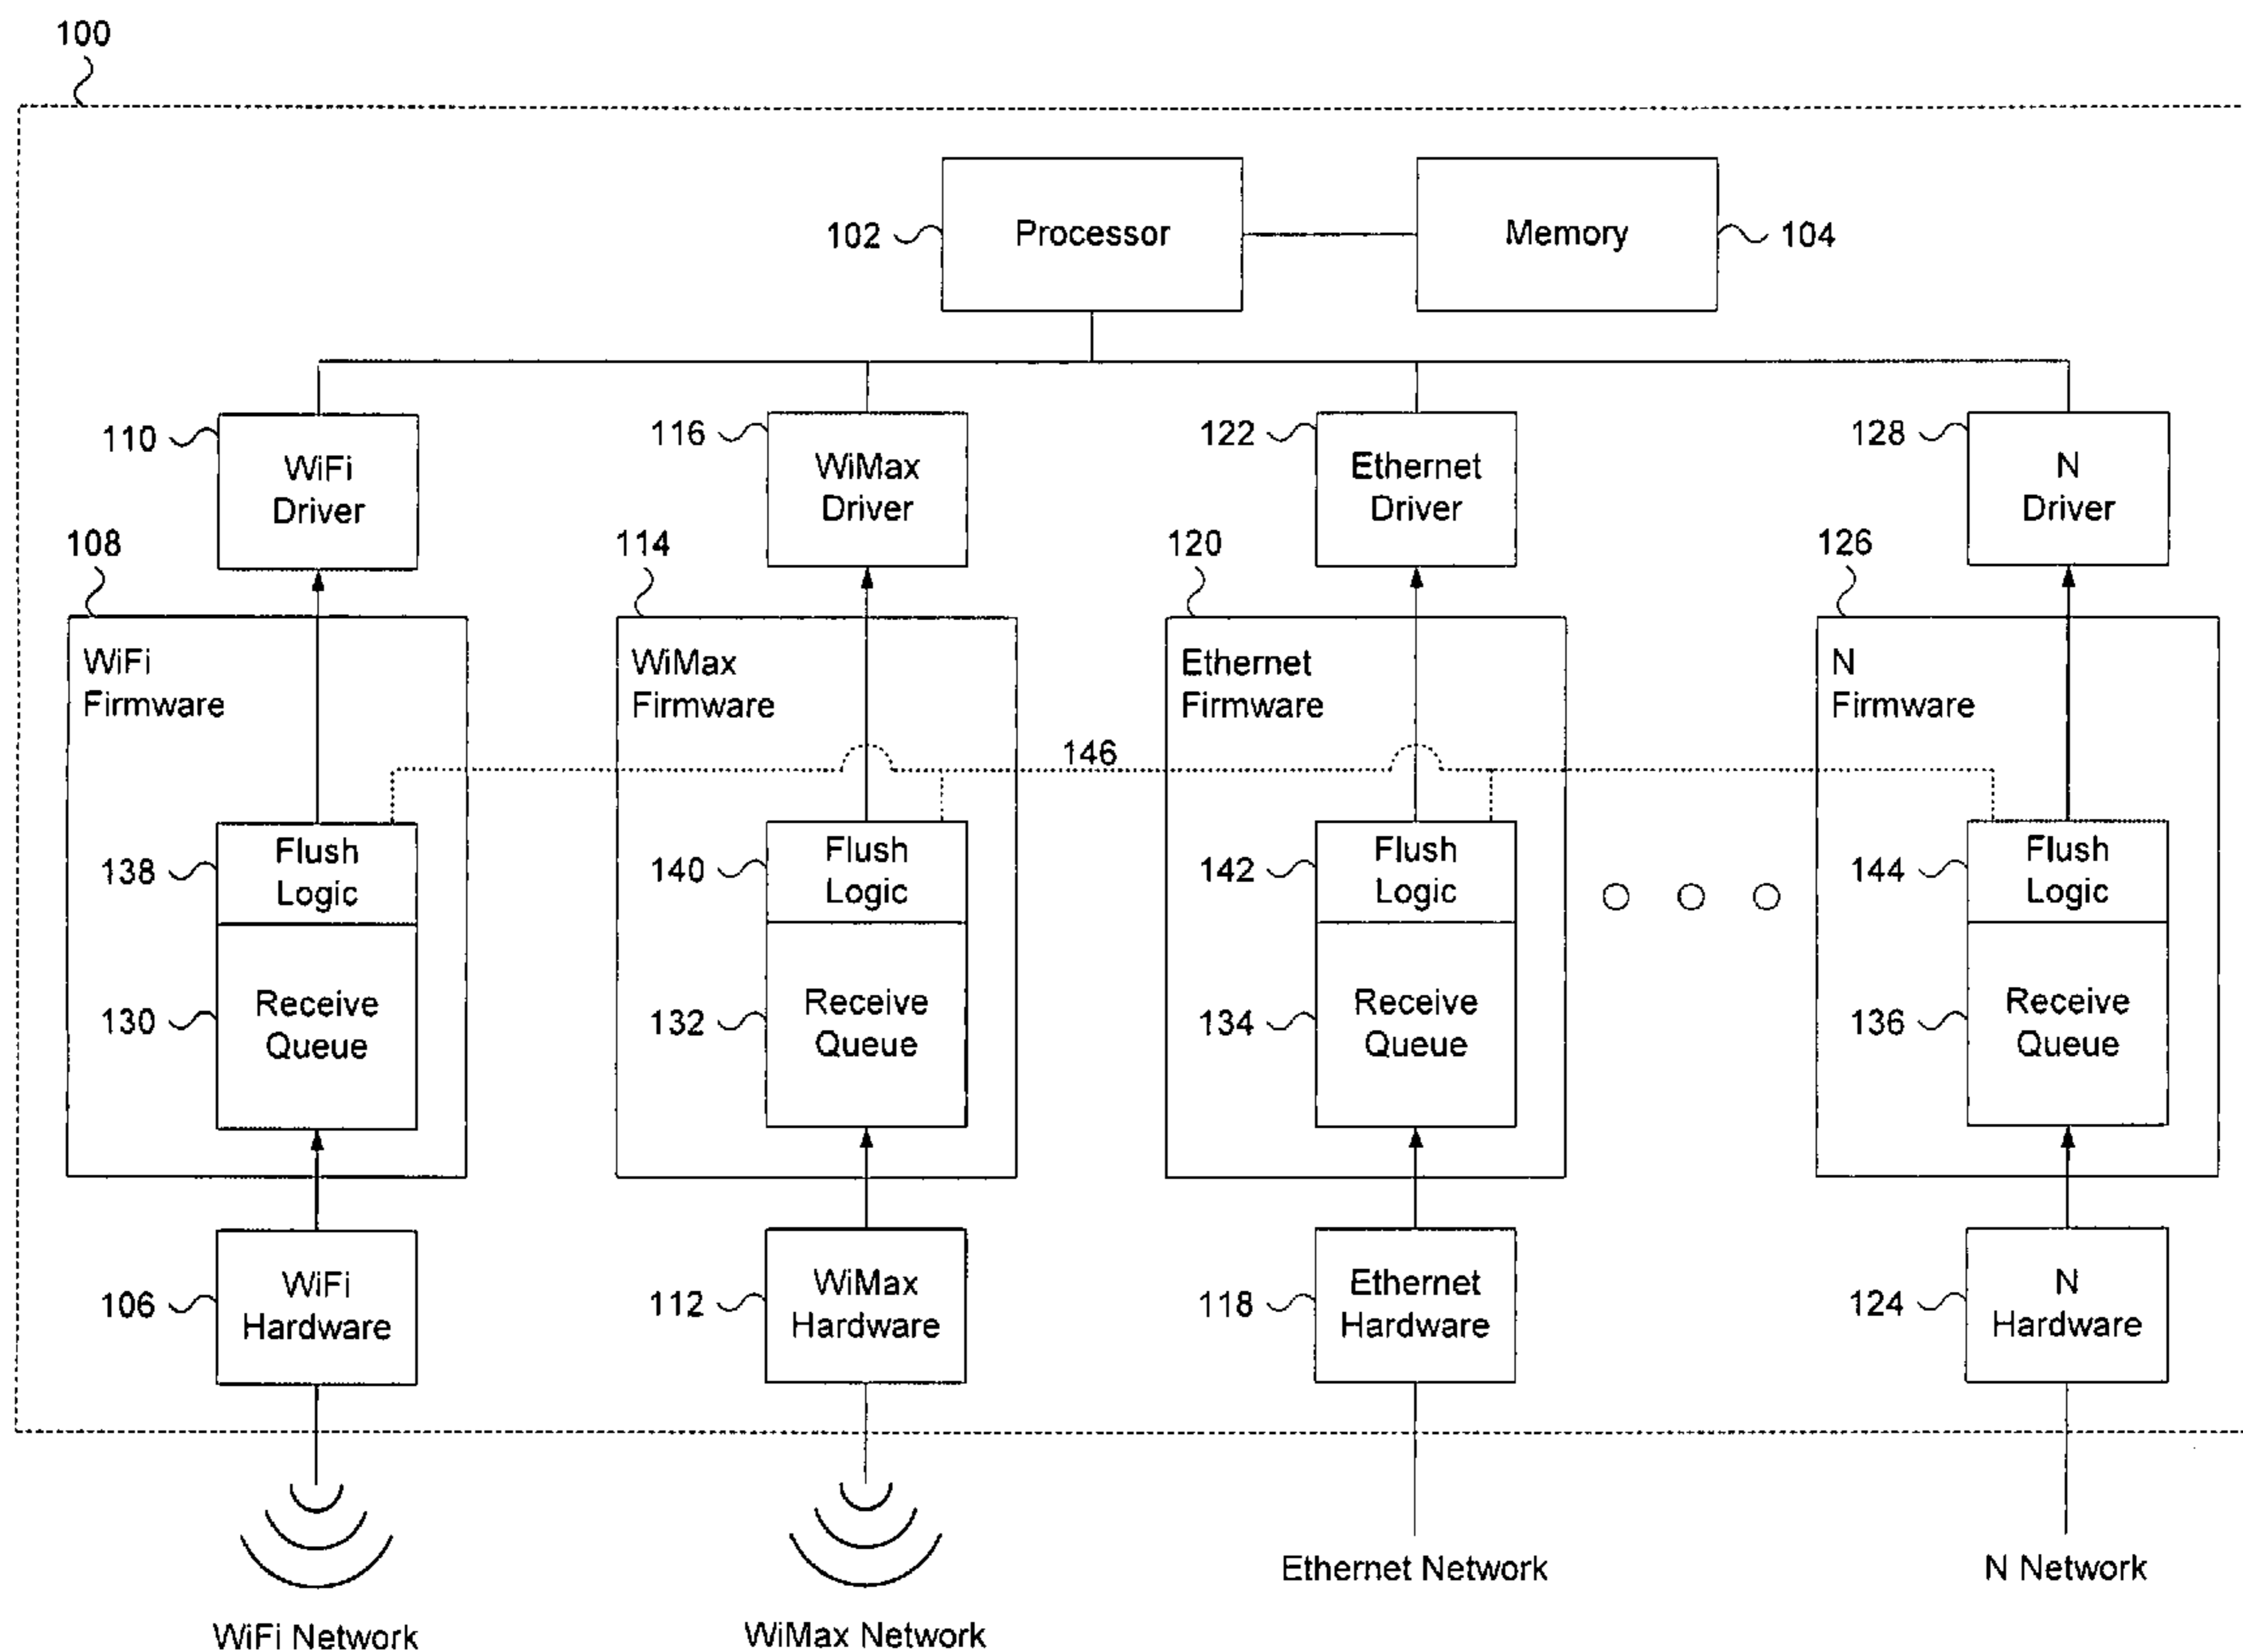 100
102
Processor
Memory
104
110
WiFi
Driver
116
WiMax
Driver
122
Ethernet
Driver
128
N
Driver
108
114
120
126
WiFi
Firmware
WiMax
Firmware
Ethernet
Firmware
N
Firmware
146
138
Flush
Logic
140
Flush
Logic
142
Flush
Logic
144
Flush
Logic
130
Receive
Queue
132
Receive
Queue
134
Receive
Queue
136
Receive
Queue
106
WiFi
Hardware
112
WiMax
Hardware
118
Ethernet
Hardware
124
N
Hardware
WiFi Network
WiMax Network
Ethernet Network
N Network